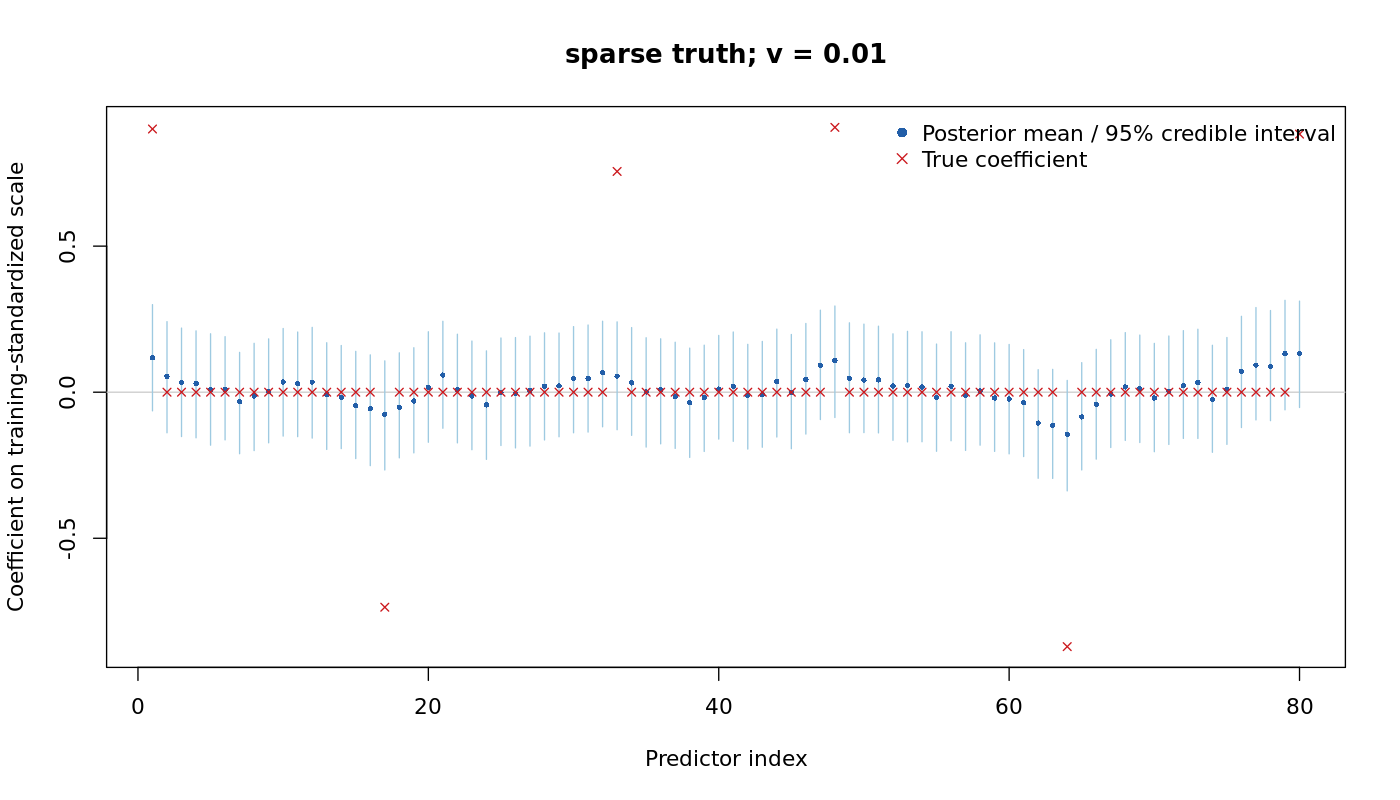 sparse truth; v = 0.01
Posterior mean / 95% credible interval
True coefficient
Coefficient on training-standardized scale
0.5
0.0
-0.5
0
20
40
60
80
Predictor index